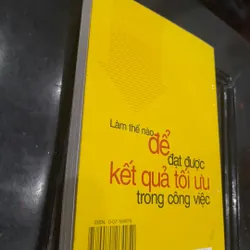 Làm thế nào
để
đạt được
kết quả tối ưu
trong công việc